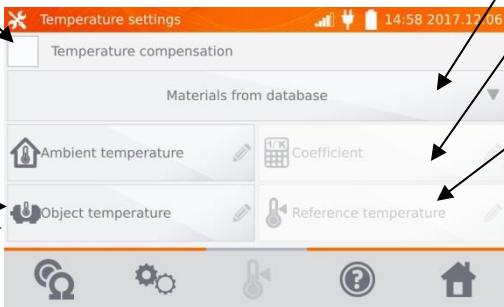 Temperature settings 14:58 2017.12.06
Temperature compensation
Materials from database
Ambient temperature
1/°K Coefficient
Object temperature
Reference temperature
?